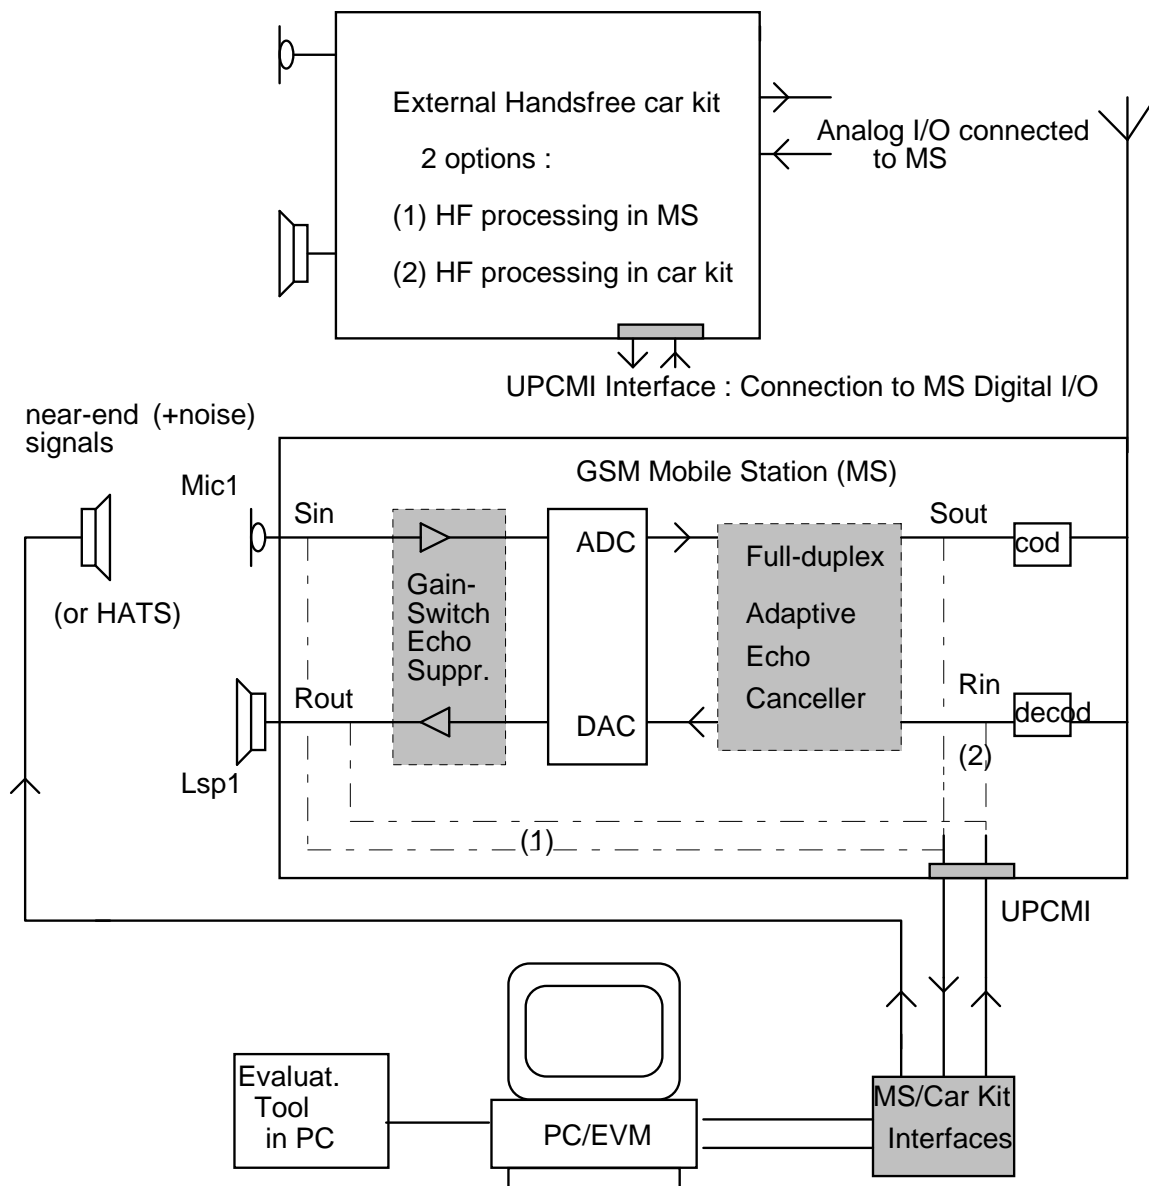 External Handsfree car kit
2 options :
(1) HF processing in MS
(2) HF processing in car kit
Analog I/O connected
to MS
UPCMI Interface : Connection to MS Digital I/O
near-end (+noise)
signals
(or HATS)
GSM Mobile Station (MS)
Mic1
Sin
Gain-
Switch
Echo
Suppr.
Rout
Lsp1
ADC
DAC
Full-duplex
Adaptive
Echo
Canceller
Sout
cod
Rin
decod
(2)
(1)
UPCMI
Evaluat.
Tool
in PC
PC/EVM
MS/Car Kit
Interfaces